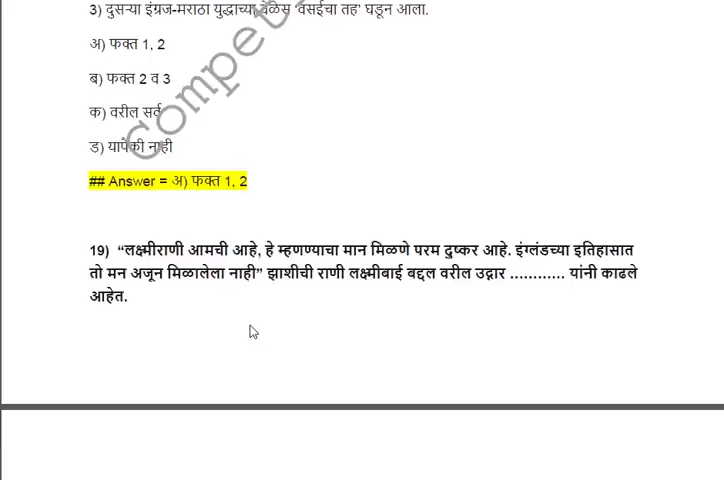 3) दुसऱ्या इंग्रज-मराठा युद्धाच्या वेळेस 'वसईचा तह' घडून आला.
अ) फक्त 1, 2
ब) फक्त 2 व 3
क) वरील सर्व
ड) यापैकी नाही
## Answer = अ) फक्त 1, 2
19) “लक्ष्मीराणी आमची आहे, हे म्हणण्याचा मान मिळणे परम दुष्कर आहे. इंग्लंडच्या इतिहासात
तो मन अजून मिळालेला नाही” झाशीची राणी लक्ष्मीबाई बद्दल वरील उद्गार ............ यांनी काढले
आहेत.
Compet